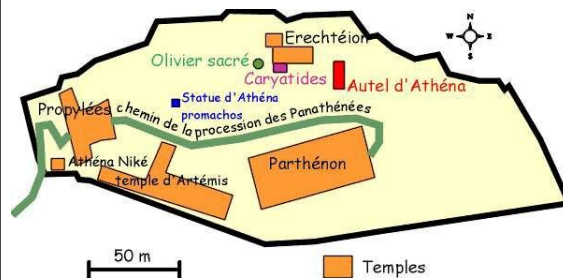 N
W E
S
Erechtéion
Olivier sacré
Caryatides
Autel d'Athéna
Statue d'Athéna
promachos
Propylées
chemin de la procession des Panathénées
Athéna Niké
temple d'Artémis
Parthénon
50 m
Temples